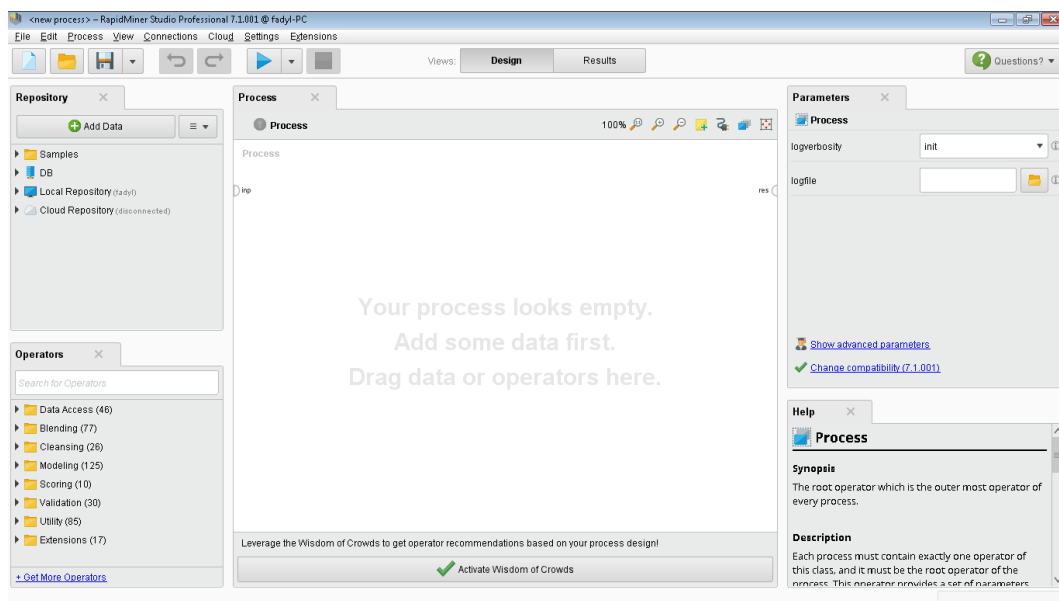 <new process> – RapidMiner Studio Professional 7.1.001 @ fadyl-PC
File Edit Process View Connections Cloud Settings Extensions
Views: Design Results Questions?
Repository
Add Data
Samples
DB
Local Repository (fadyl)
Cloud Repository (disconnected)
Operators
Search for Operators
Data Access (46)
Blending (77)
Cleansing (26)
Modeling (125)
Scoring (10)
Validation (30)
Utility (85)
Extensions (17)
+ Get More Operators
Process
Process 100%
Process
inp res
Your process looks empty.
Add some data first.
Drag data or operators here.
Leverage the Wisdom of Crowds to get operator recommendations based on your process design!
Activate Wisdom of Crowds
Parameters
Process
logverbosity init
logfile
Show advanced parameters
Change compatibility (7.1.001)
Help
Process
Synopsis
The root operator which is the outer most operator of
every process.
Description
Each process must contain exactly one operator of
this class, and it must be the root operator of the
process. This operator provides a set of parameters